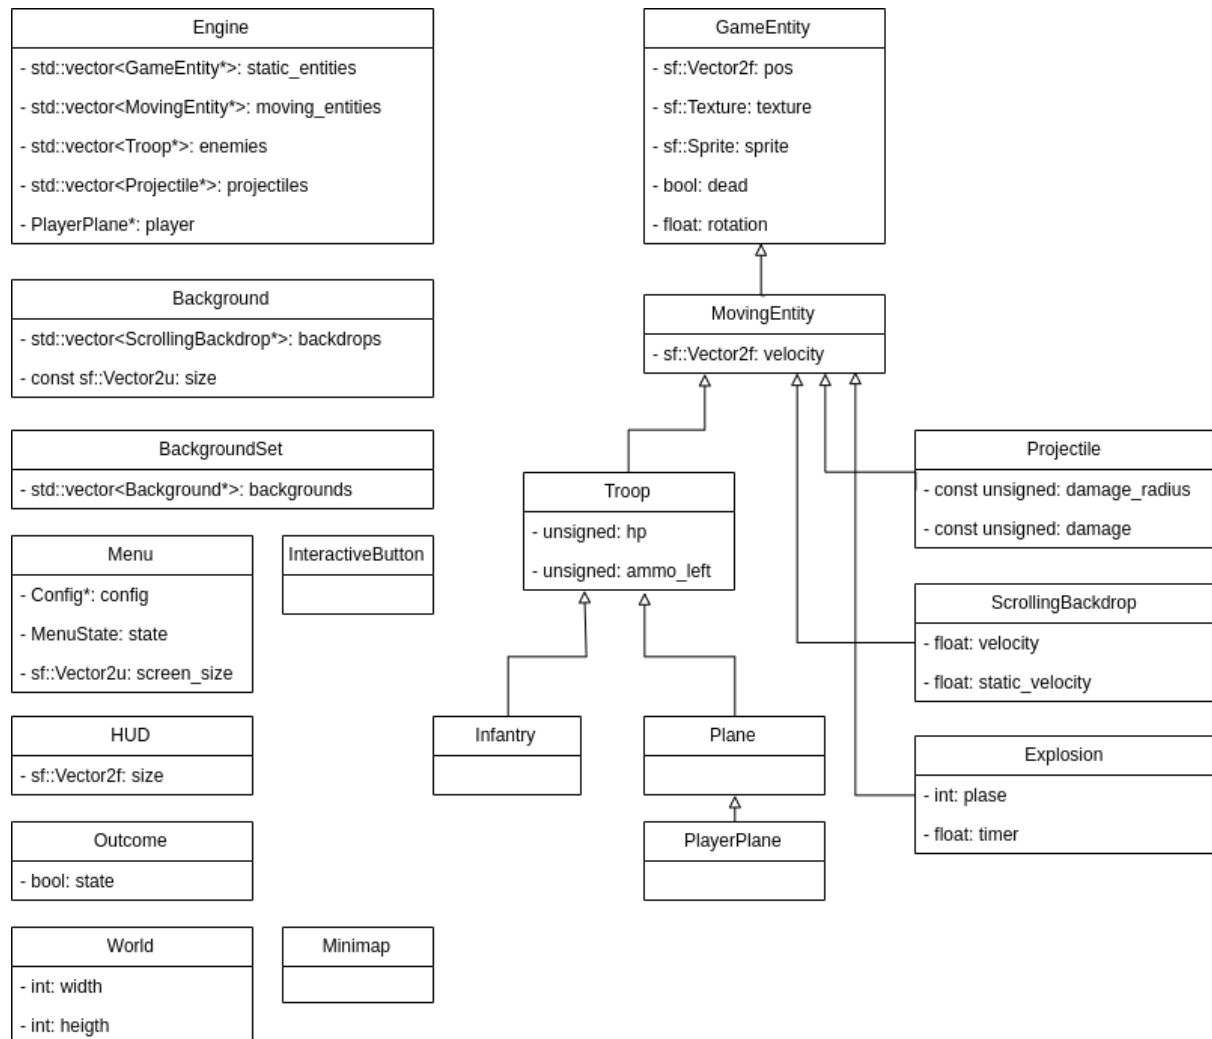 Engine
- std::vector<GameEntity*>: static_entities
- std::vector<MovingEntity*>: moving_entities
- std::vector<Troop*>: enemies
- std::vector<Projectile*>: projectiles
- PlayerPlane*: player
Background
- std::vector<ScrollingBackdrop*>: backdrops
- const sf::Vector2u: size
BackgroundSet
- std::vector<Background*>: backgrounds
Menu
- Config*: config
- MenuState: state
- sf::Vector2u: screen_size
InteractiveButton
HUD
- sf::Vector2f: size
Outcome
- bool: state
World
- int: width
- int: heigth
Minimap
GameEntity
- sf::Vector2f: pos
- sf::Texture: texture
- sf::Sprite: sprite
- bool: dead
- float: rotation
MovingEntity
- sf::Vector2f: velocity
Troop
- unsigned: hp
- unsigned: ammo_left
Infantry
Plane
PlayerPlane
Projectile
- const unsigned: damage_radius
- const unsigned: damage
ScrollingBackdrop
- float: velocity
- float: static_velocity
Explosion
- int: plase
- float: timer